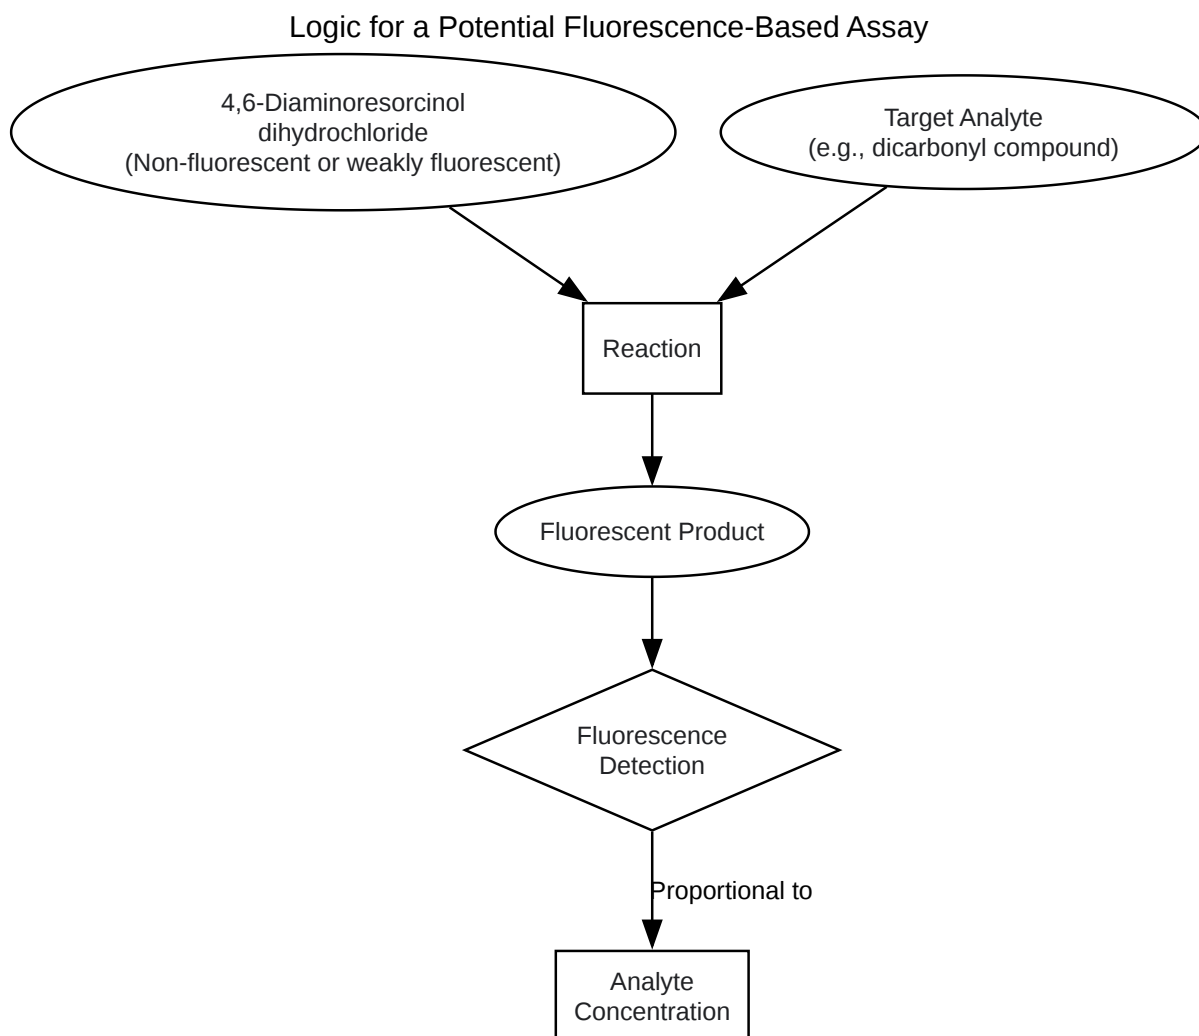 Logic for a Potential Fluorescence-Based Assay
4,6-Diaminoresorcinol
dihydrochloride
(Non-fluorescent or weakly fluorescent)
Target Analyte
(e.g., dicarbonyl compound)
Reaction
Fluorescent Product
Fluorescence
Detection
Proportional to
Analyte
Concentration